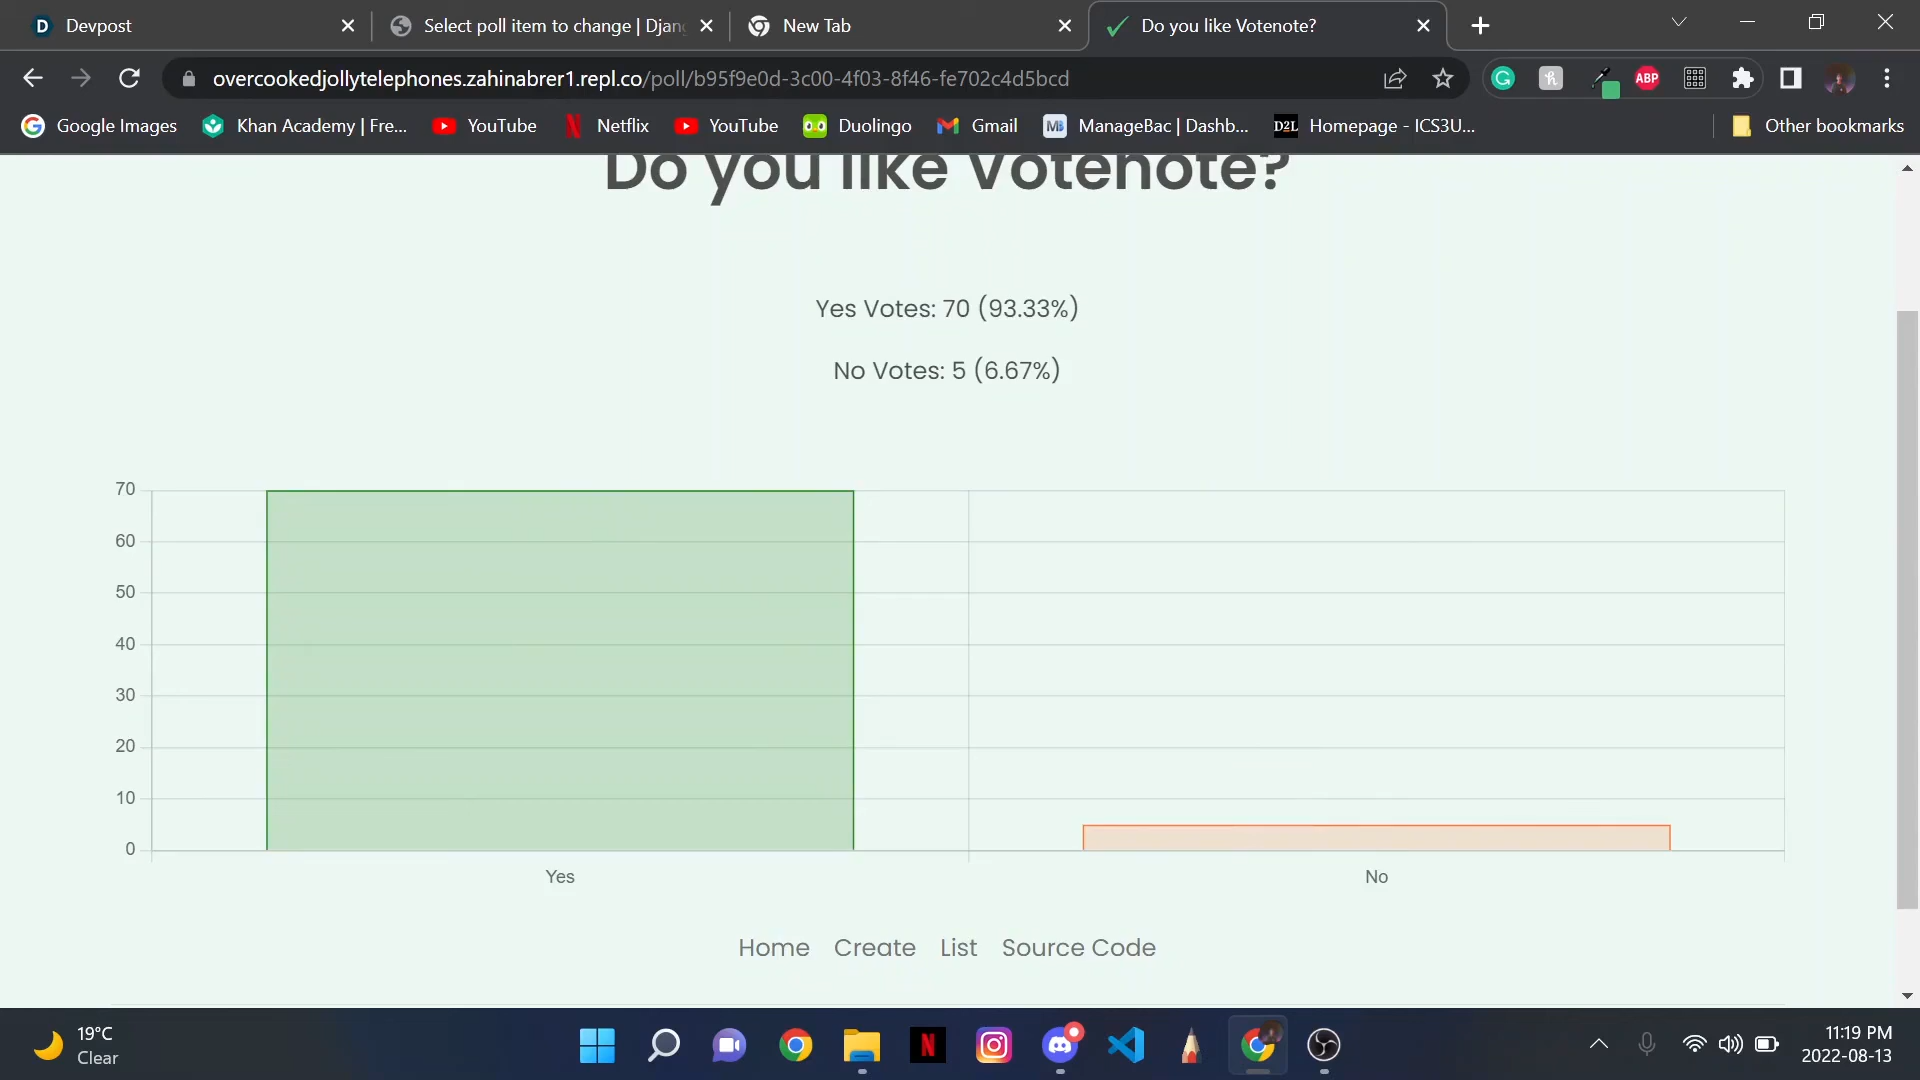 Devpost
Select poll item to change | Djan
New Tab
Do you like Votenote?
overcookedjollytelephones.zahinabrer1.repl.co/poll/b95f9e0d-3c00-4f03-8f46-fe702c4d5bcd
ABP
Google Images
Khan Academy | Fre...
YouTube
Netflix
YouTube
Duolingo
Gmail
ManageBac | Dashb...
D2L
Homepage - ICS3U...
Other bookmarks
Do you like Votenote?
Yes Votes: 70 (93.33%)
No Votes: 5 (6.67%)
70
60
50
40
30
20
10
0
Yes
No
Home Create List Source Code
19°C
Clear
11:19 PM
2022-08-13